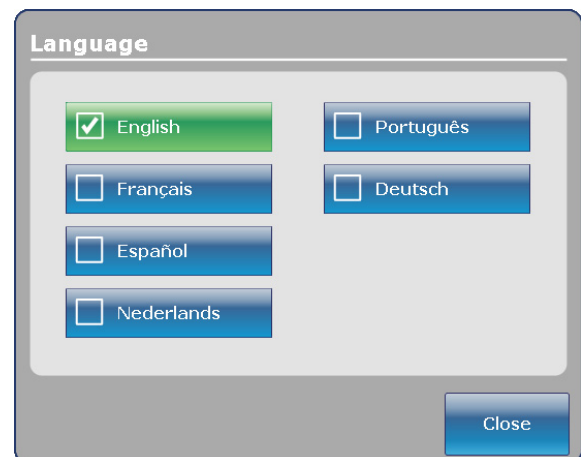 Language
English
Français
Español
Nederlands
Português
Deutsch
Close